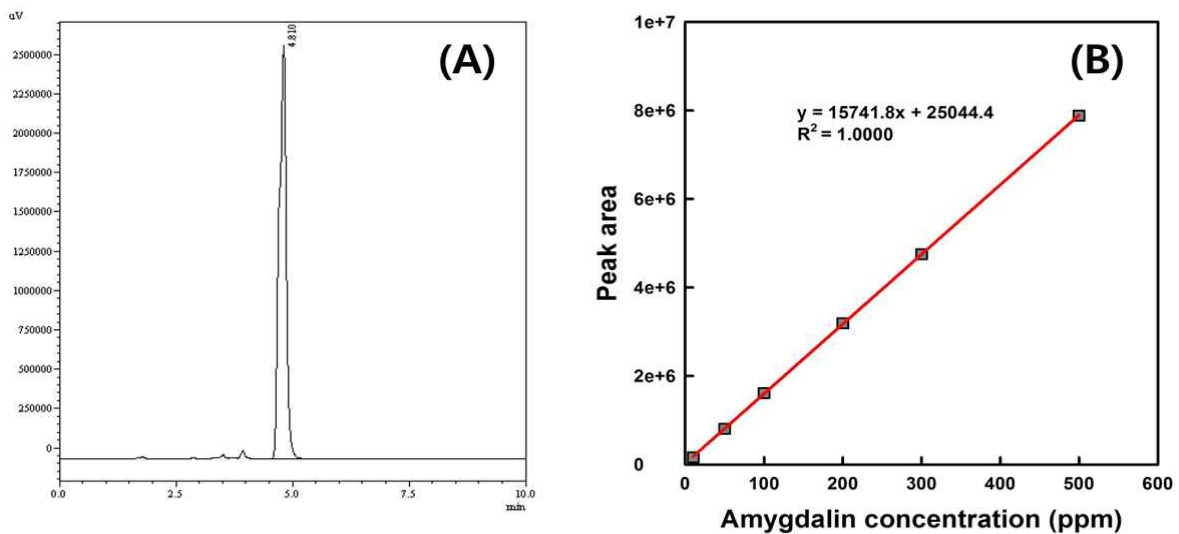 uV
(A)
4.810
2500000
2250000
2000000
1750000
1500000
1250000
1000000
750000
500000
250000
0
0.0 2.5 5.0 7.5 10.0
min
(B)
1e+7
8e+6
6e+6
4e+6
2e+6
0
y = 15741.8x + 25044.4
R² = 1.0000
Peak area
0 100 200 300 400 500 600
Amygdalin concentration (ppm)